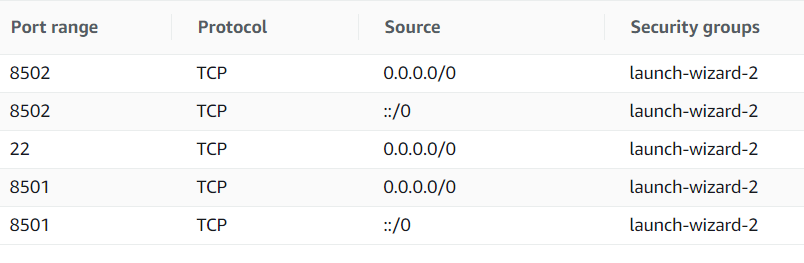 Port range Protocol Source Security groups
8502 TCP 0.0.0.0/0 launch-wizard-2
8502 TCP ::/0 launch-wizard-2
22 TCP 0.0.0.0/0 launch-wizard-2
8501 TCP 0.0.0.0/0 launch-wizard-2
8501 TCP ::/0 launch-wizard-2